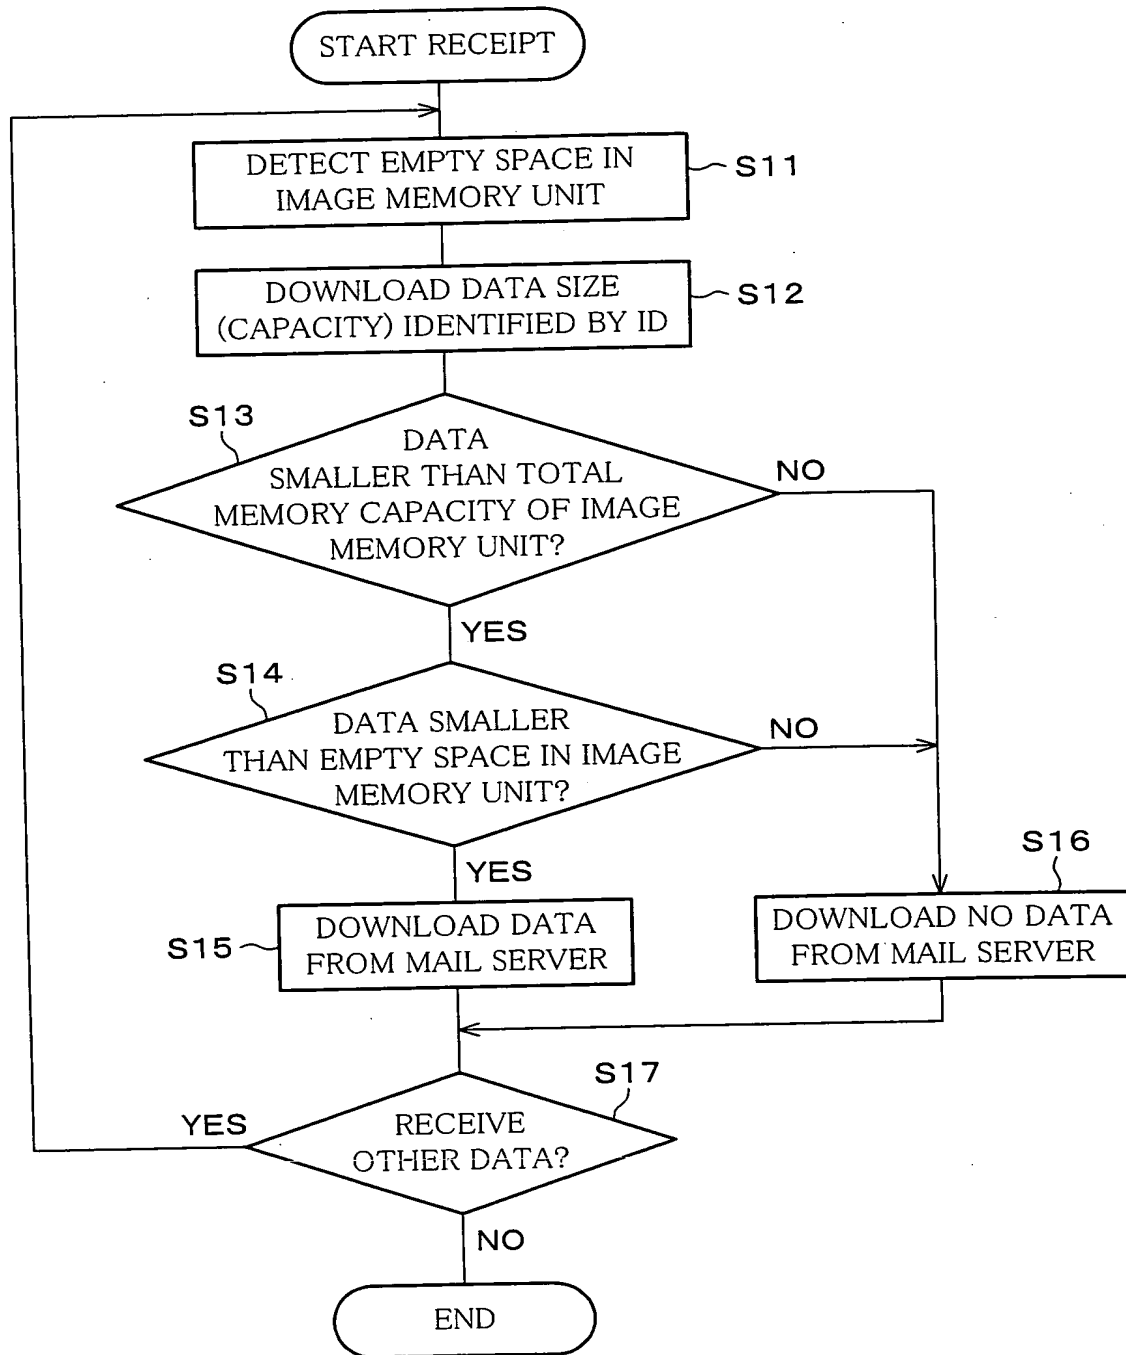 START RECEIPT
DETECT EMPTY SPACE IN
IMAGE MEMORY UNIT
S11
DOWNLOAD DATA SIZE
(CAPACITY) IDENTIFIED BY ID
S12
S13
DATA
SMALLER THAN TOTAL
MEMORY CAPACITY OF IMAGE
MEMORY UNIT?
NO
YES
S14
DATA SMALLER
THAN EMPTY SPACE IN IMAGE
MEMORY UNIT?
NO
YES
S15
DOWNLOAD DATA
FROM MAIL SERVER
S16
DOWNLOAD NO DATA
FROM MAIL SERVER
S17
YES
RECEIVE
OTHER DATA?
NO
END